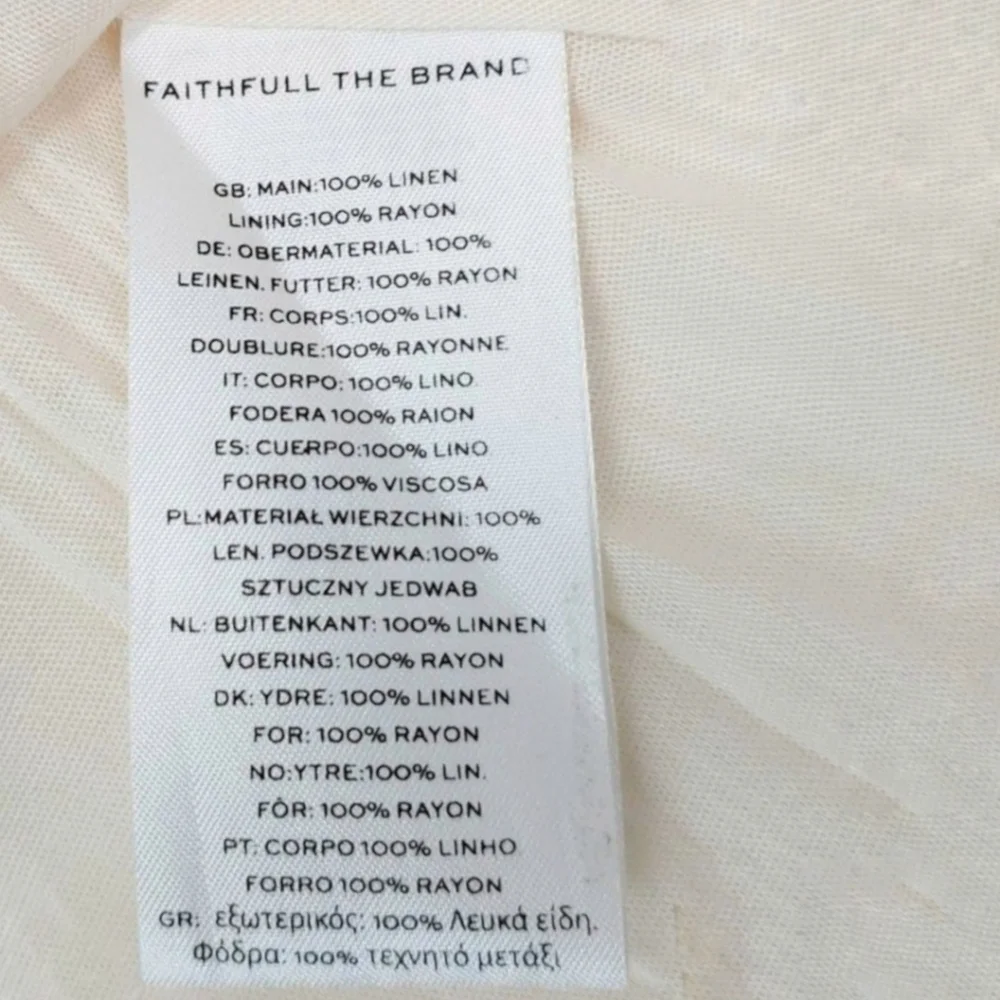 FAITHFULL THE BRAND
GB: MAIN:100% LINEN
LINING:100% RAYON
DE: OBERMATERIAL: 100%
LEINEN. FUTTER: 100% RAYON
FR: CORPS:100% LIN.
DOUBLURE:100% RAYONNE
IT: CORPO: 100% LINO
FODERA 100% RAION
ES: CUERPO:100% LINO
FORRO 100% VISCOSA
PL:MATERIAŁ WIERZCHNI: 100%
LEN. PODSZEWKA:100%
SZTUCZNY JEDWAB
NL: BUITENKANT: 100% LINNEN
VOERING: 100% RAYON
DK: YDRE: 100% LINNEN
FOR: 100% RAYON
NO:YTRE:100% LIN.
FÔR: 100% RAYON
PT: CORPO 100% LINHO
FORRO 100% RAYON
GR: εξωτερικός: 100% Λευκά είδη.
Φόδρα: 100% τεχνητό μετάξι